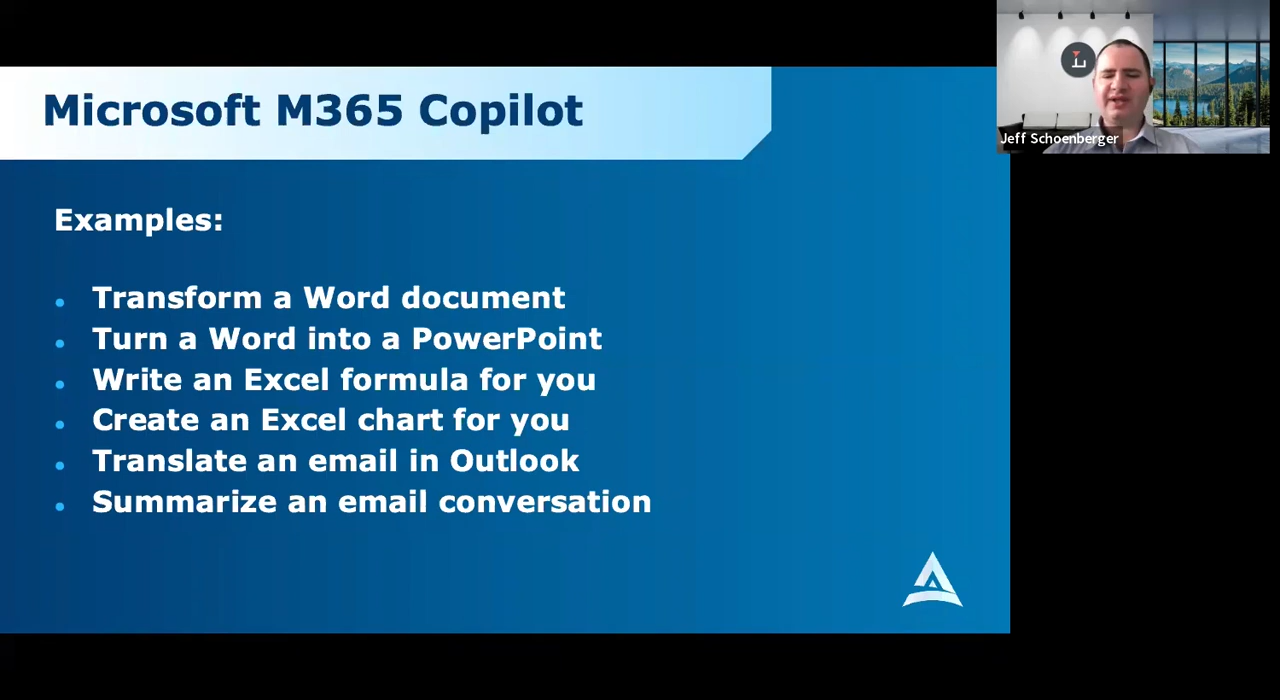 Microsoft M365 Copilot
Jeff Schoenberger
Examples:
• Transform a Word document
• Turn a Word into a PowerPoint
• Write an Excel formula for you
• Create an Excel chart for you
• Translate an email in Outlook
• Summarize an email conversation